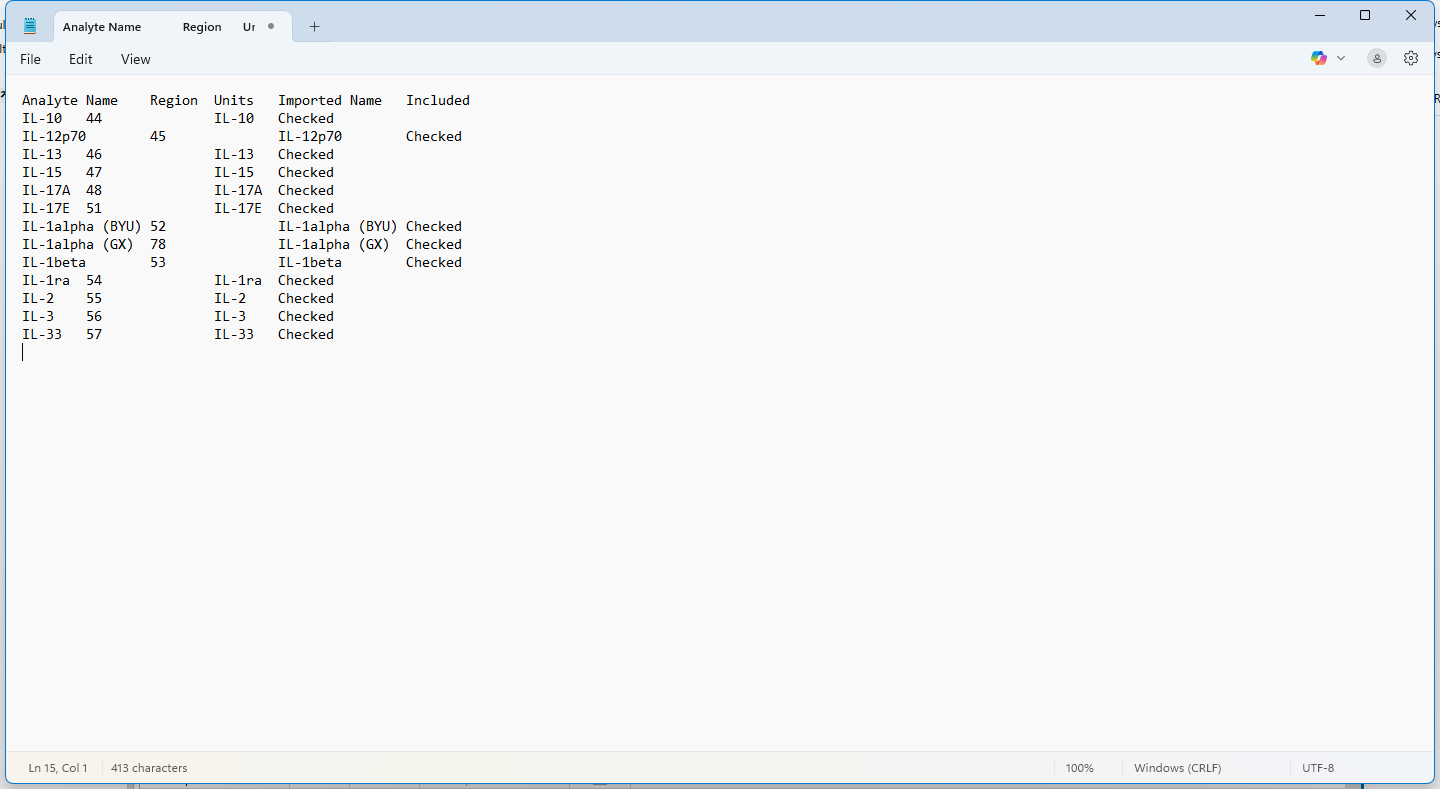 Analyte Name Region Ur
File Edit View
Analyte Name Region Units Imported Name Included
IL-10 44 IL-10 Checked
IL-12p70 45 IL-12p70 Checked
IL-13 46 IL-13 Checked
IL-15 47 IL-15 Checked
IL-17A 48 IL-17A Checked
IL-17E 51 IL-17E Checked
IL-1alpha (BYU) 52 IL-1alpha (BYU) Checked
IL-1alpha (GX) 78 IL-1alpha (GX) Checked
IL-1beta 53 IL-1beta Checked
IL-1ra 54 IL-1ra Checked
IL-2 55 IL-2 Checked
IL-3 56 IL-3 Checked
IL-33 57 IL-33 Checked
Ln 15, Col 1 413 characters 100% Windows (CRLF) UTF-8